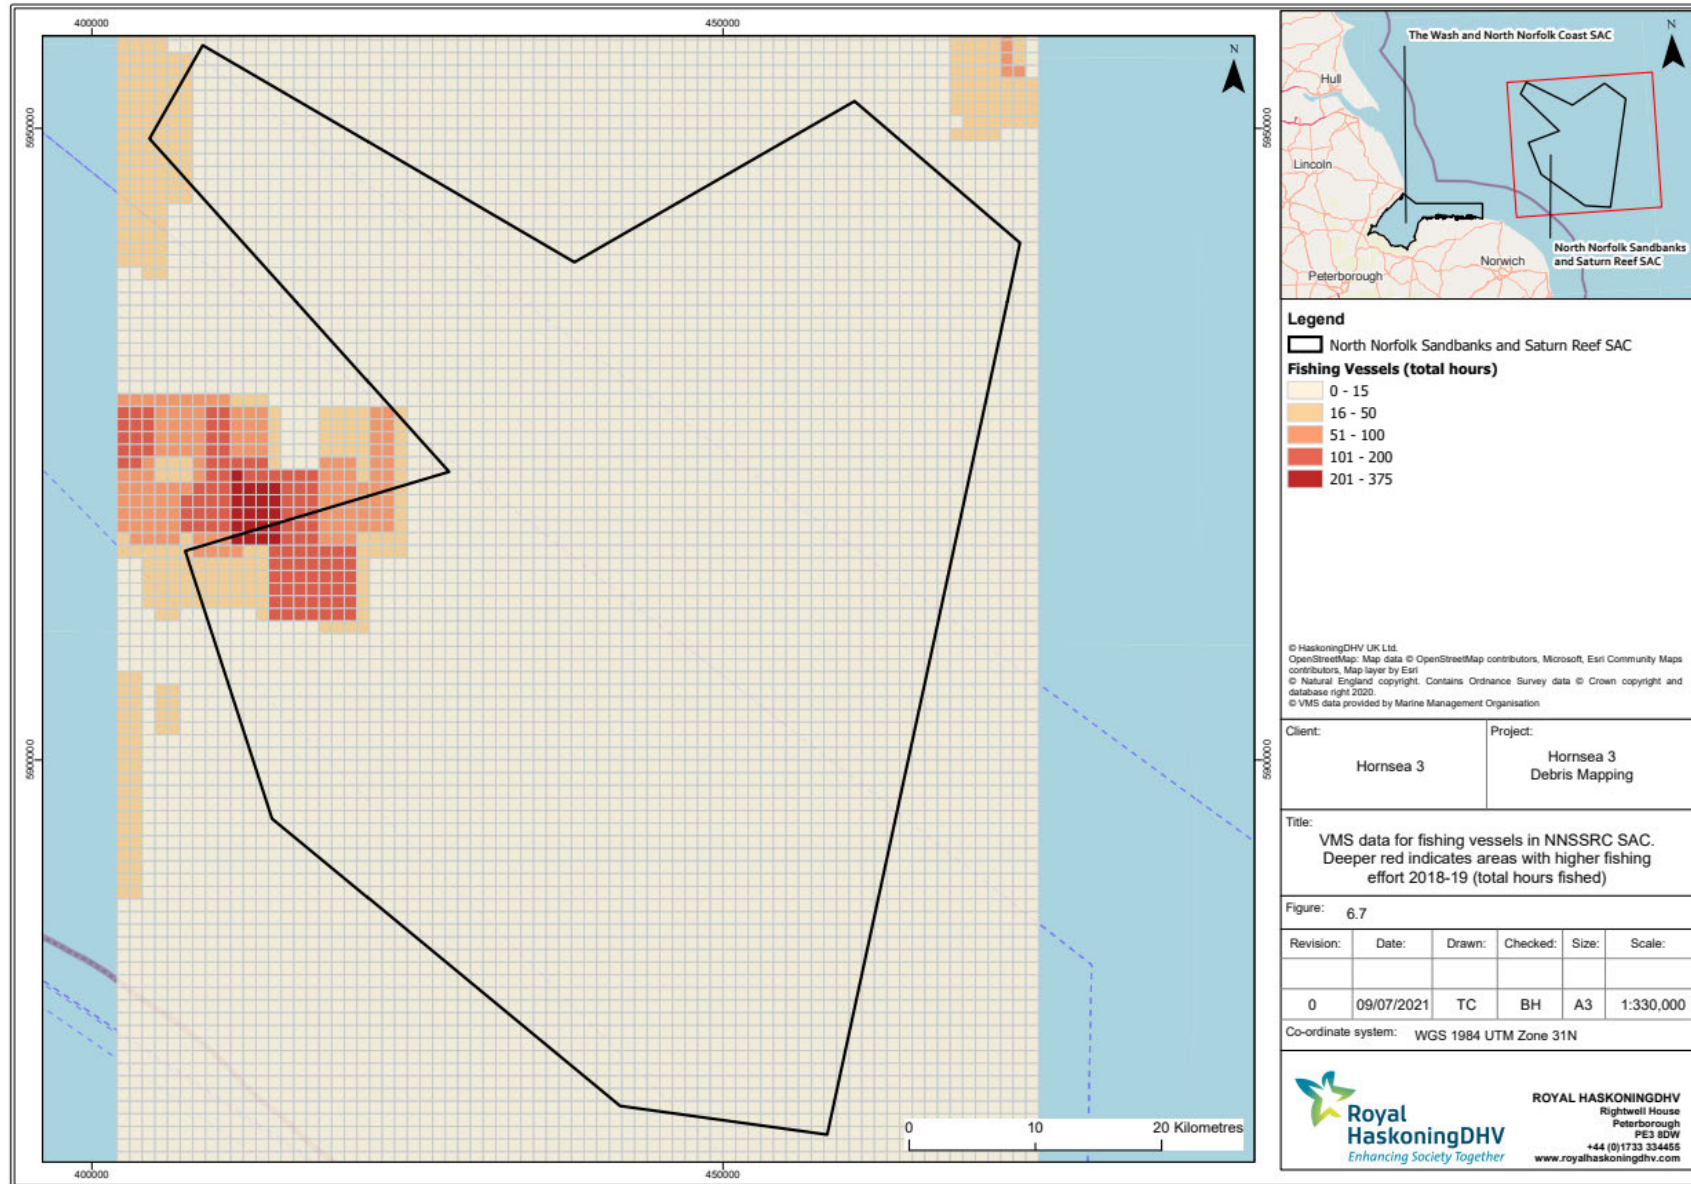 400000
450000
N
5950000
5950000
5900000
5900000
0
10
20 Kilometres
400000
450000
The Wash and North Norfolk Coast SAC
N
Hull
Lincoln
Peterborough
Norwich
North Norfolk Sandbanks
and Saturn Reef SAC
Legend
North Norfolk Sandbanks and Saturn Reef SAC
Fishing Vessels (total hours)
0 - 15
16 - 50
51 - 100
101 - 200
201 - 375
© HaskoningDHV UK Ltd.
OpenStreetMap: Map data © OpenStreetMap contributors, Microsoft, Esri Community Maps
contributors, Map layer by Esri
© Natural England copyright. Contains Ordnance Survey data © Crown copyright and
database right 2020.
© VMS data provided by Marine Management Organisation
Client:
Hornsea 3
Project:
Hornsea 3
Debris Mapping
Title:
VMS data for fishing vessels in NNSSRC SAC.
Deeper red indicates areas with higher fishing
effort 2018-19 (total hours fished)
Figure: 6.7
Revision: Date: Drawn: Checked: Size: Scale:
0 09/07/2021 TC BH A3 1:330,000
Co-ordinate system: WGS 1984 UTM Zone 31N
Royal
HaskoningDHV
Enhancing Society Together
ROYAL HASKONINGDHV
Rightwell House
Peterborough
PE3 8DW
+44 (0)1733 334455
www.royalhaskoningdhv.com